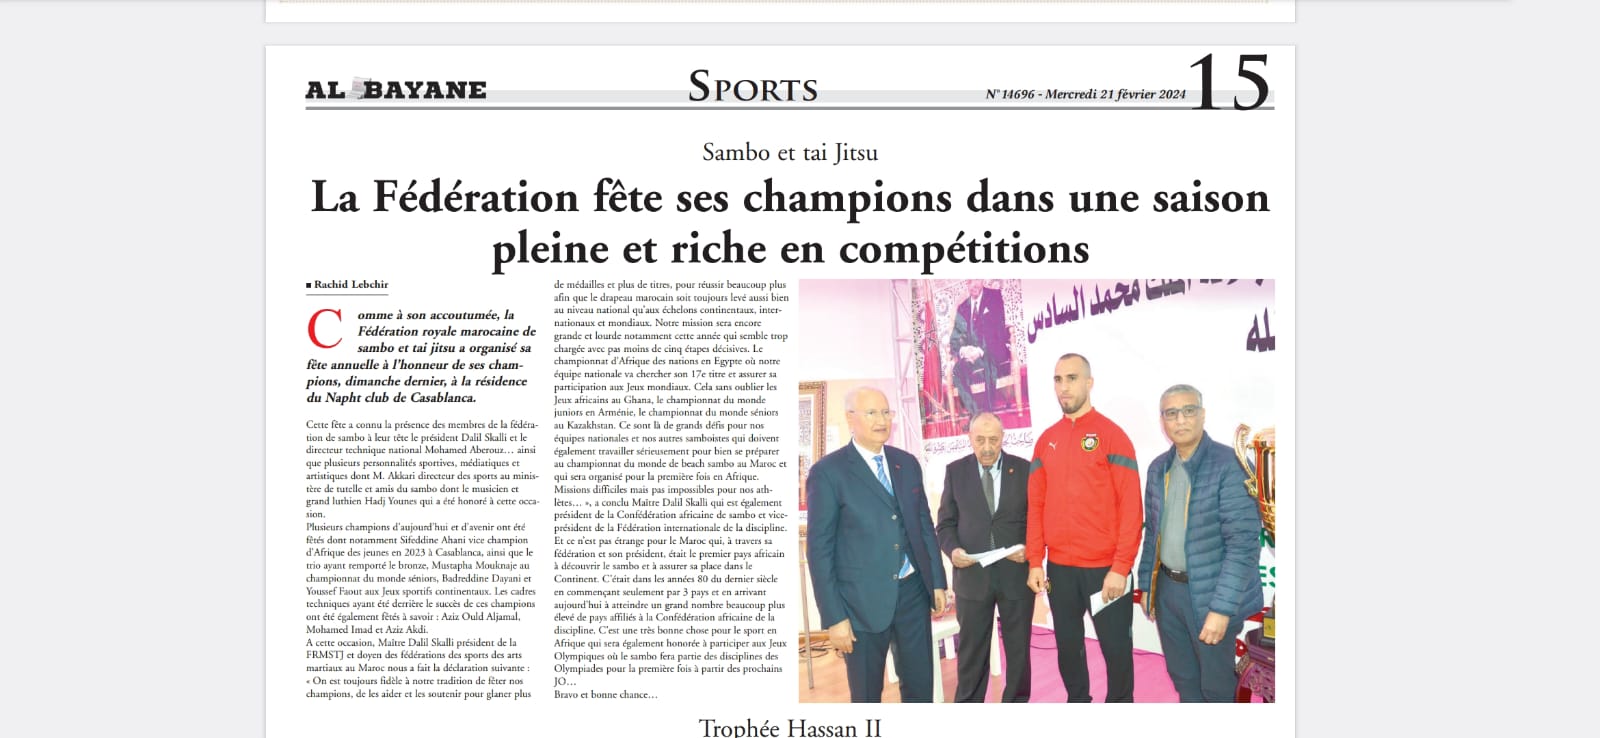 AL BAYANE
SPORTS
N° 14696 - Mercredi 21 février 2024
15
Sambo et tai Jitsu
La Fédération fête ses champions dans une saison
pleine et riche en compétitions
■ Rachid Lebchir
Comme à son accoutumée, la
Fédération royale marocaine de
sambo et tai jitsu a organisé sa
fête annuelle à l'honneur de ses cham-
pions, dimanche dernier, à la résidence
du Napht club de Casablanca.
Cette fête a connu la présence des membres de la fédéra-
tion de sambo à leur tête le président Dalil Skalli et le
directeur technique national Mohamed Aberouz… ainsi
que plusieurs personnalités sportives, médiatiques et
artistiques dont M. Akkari directeur des sports au minis-
tère de tutelle et amis du sambo dont le musicien et
grand luthien Hadj Younes qui a été honoré à cette occa-
sion.
Plusieurs champions d'aujourd'hui et d'avenir ont été
fêtés dont notamment Sifeddine Ahani vice champion
d'Afrique des jeunes en 2023 à Casablanca, ainsi que le
trio ayant remporté le bronze, Mustapha Mouknaje au
championnat du monde séniors, Badreddine Dayani et
Youssef Faout aux Jeux sportifs continentaux. Les cadres
techniques ayant été derrière le succès de ces champions
ont été également fêtés à savoir : Aziz Ould Aljamal,
Mohamed Imad et Aziz Akdi.
A cette occasion, Maître Dalil Skalli président de la
FRMSTJ et doyen des fédérations des sports des arts
martiaux au Maroc nous a fait la déclaration suivante :
« On est toujours fidèle à notre tradition de fêter nos
champions, de les aider et les soutenir pour glaner plus
de médailles et plus de titres, pour réussir beaucoup plus
afin que le drapeau marocain soit toujours levé aussi bien
au niveau national qu'aux échelons continentaux, inter-
nationaux et mondiaux. Notre mission sera encore
grande et lourde notamment cette année qui semble trop
chargée avec pas moins de cinq étapes décisives. Le
championnat d'Afrique des nations en Egypte où notre
équipe nationale va chercher son 17e titre et assurer sa
participation aux Jeux mondiaux. Cela sans oublier les
Jeux africains au Ghana, le championnat du monde
juniors en Arménie, le championnat du monde séniors
au Kazakhstan. Ce sont là de grands défis pour nos
équipes nationales et nos autres samboistes qui doivent
également travailler sérieusement pour bien se préparer
au championnat du monde de beach sambo au Maroc et
qui sera organisé pour la première fois en Afrique.
Missions difficiles mais pas impossibles pour nos ath-
lètes… », a conclu Maître Dalil Skalli qui est également
président de la Confédération africaine de sambo et vice-
président de la Fédération internationale de la discipline.
Et ce n'est pas étrange pour le Maroc qui, à travers sa
fédération et son président, était le premier pays africain
à découvrir le sambo et à assurer sa place dans le
Continent. C'était dans les années 80 du dernier siècle
en commençant seulement par 3 pays et en arrivant
aujourd'hui à atteindre un grand nombre beaucoup plus
élevé de pays affiliés à la Confédération africaine de la
discipline. C'est une très bonne chose pour le sport en
Afrique qui sera également honorée à participer aux Jeux
Olympiques où le sambo fera partie des disciplines des
Olympiades pour la première fois à partir des prochains
JO…
Bravo et bonne chance…
محمد السادس
Trophée Hassan II